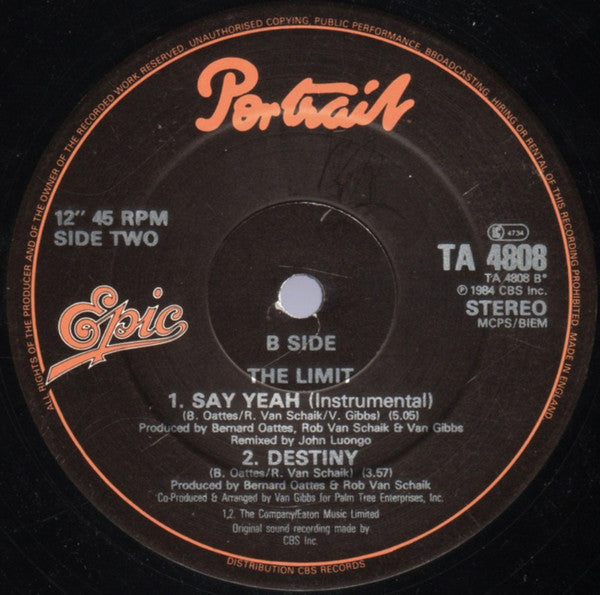 ALL RIGHTS OF THE PRODUCER AND OF THE OWNER OF THE RECORDED WORK RESERVED. UNAUTHORISED COPYING, PUBLIC PERFORMANCE, BROADCASTING, HIRING OR RENTAL OF THIS RECORD PROHIBITED. MADE IN ENGLAND
Portrait
12" 45 RPM
SIDE TWO
K 4734
TA 4808
TA 4808 B*
℗ 1984 CBS Inc.
STEREO
MCPS/BIEM
Epic
B SIDE
THE LIMIT
1. SAY YEAH (Instrumental)
(B. Oattes/R. Van Schaik/V. Gibbs) (5.05)
Produced by Bernard Oattes, Rob Van Schaik & Van Gibbs
Remixed by John Luongo
2. DESTINY
(B. Oattes/R. Van Schaik) (3.57)
Produced by Bernard Oattes & Rob Van Schaik
Co-Produced & Arranged by Van Gibbs for Palm Tree Enterprises, Inc.
1,2. The Company/Eaton Music Limited
Original sound recording made by
CBS Inc.
DISTRIBUTION CBS RECORDS